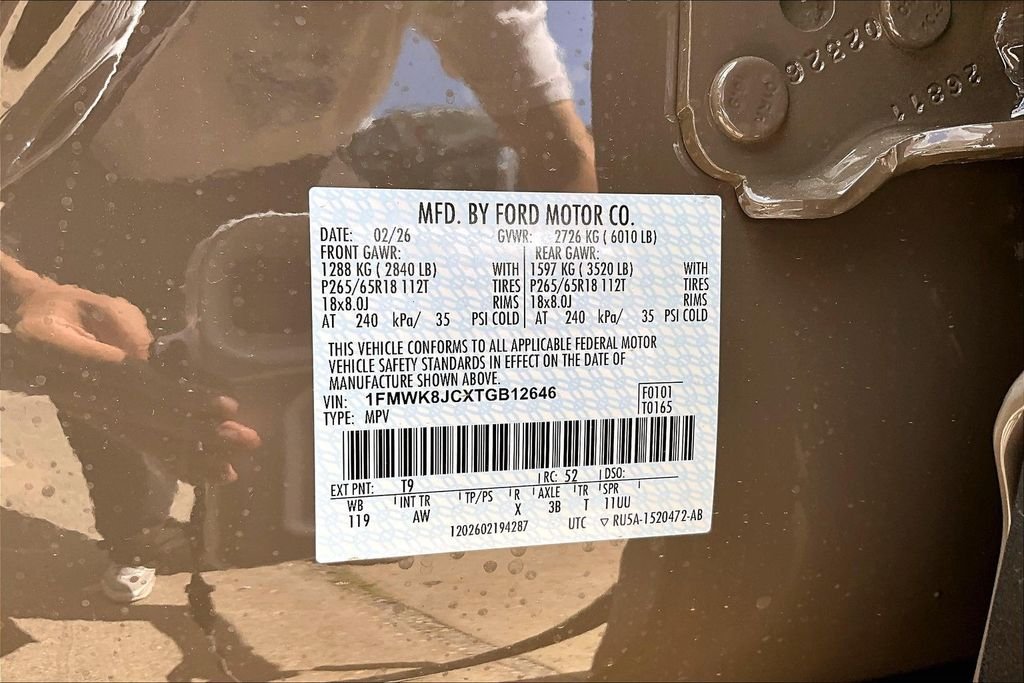 02826
26811
MFD. BY FORD MOTOR CO.
DATE: 02/26 GVWR: 2726 KG ( 6010 LB)
FRONT GAWR: REAR GAWR:
1288 KG ( 2840 LB) WITH 1597 KG ( 3520 LB) WITH
P265/65R18 112T TIRES P265/65R18 112T TIRES
18x8.0J RIMS 18x8.0J RIMS
AT 240 kPa/ 35 PSI COLD AT 240 kPa/ 35 PSI COLD
THIS VEHICLE CONFORMS TO ALL APPLICABLE FEDERAL MOTOR
VEHICLE SAFETY STANDARDS IN EFFECT ON THE DATE OF
MANUFACTURE SHOWN ABOVE.
VIN: 1FMWK8JCXTGB12646 F0101
TYPE: MPV T0165
EXT PNT: T9 RC: 52 DSO:
WB INT TR TP/PS R AXLE TR SPR
119 AW X 3B T 11UU
1202602194287 UTC ▽ RU5A-1520472-AB